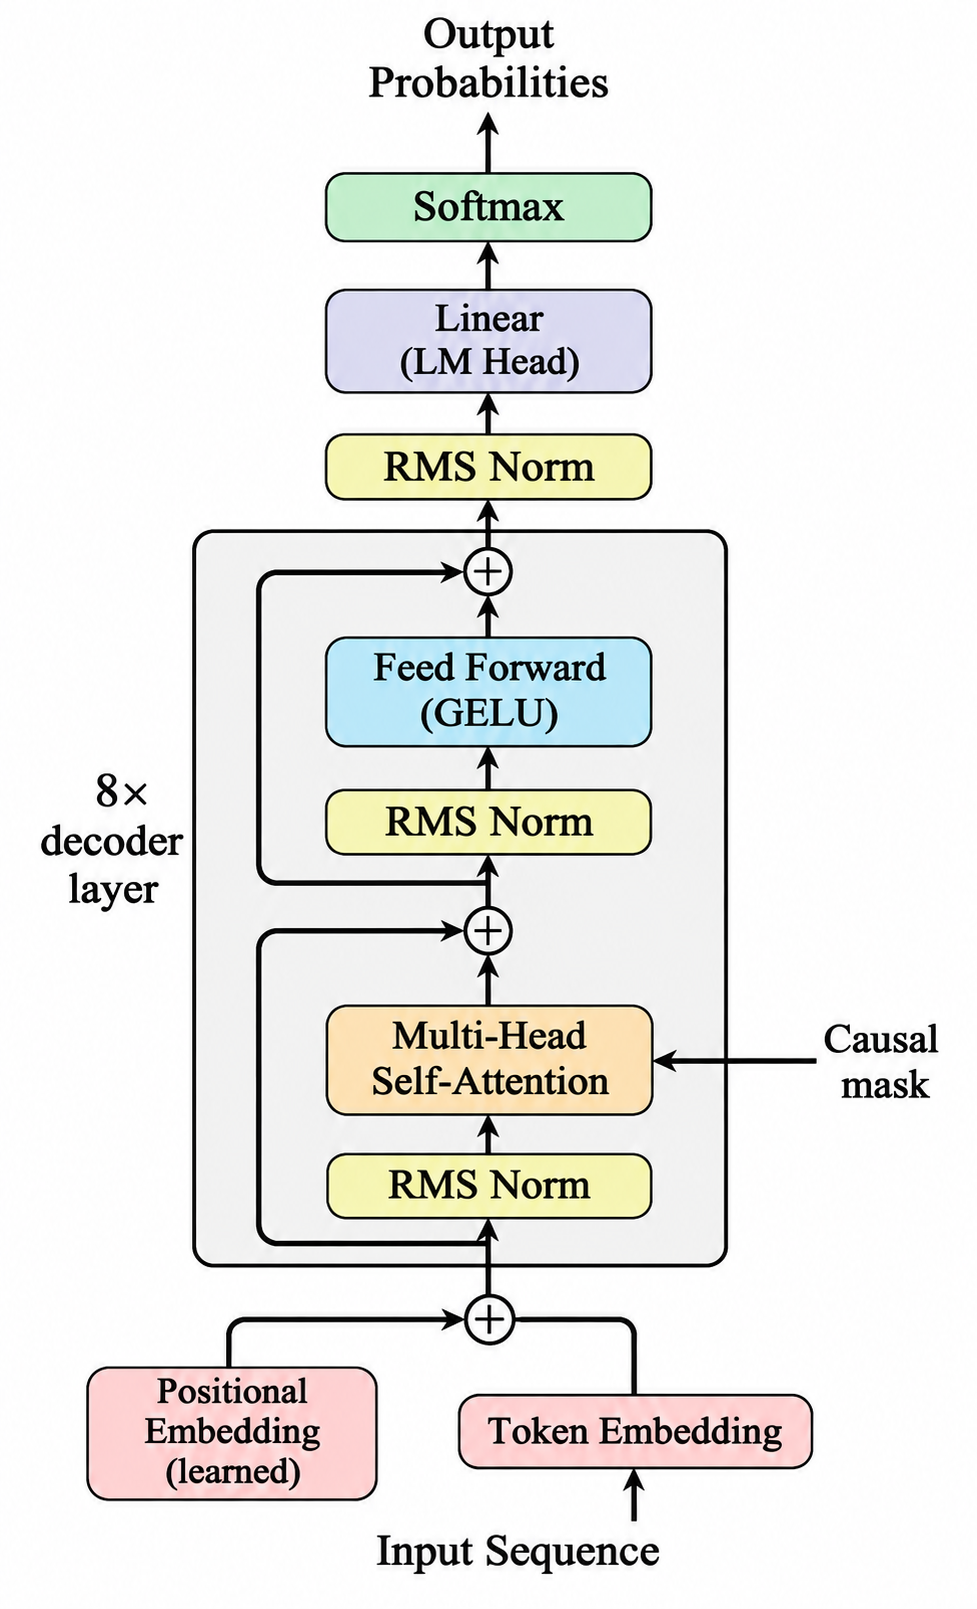 Output
Probabilities
Softmax
Linear
(LM Head)
RMS Norm
Feed Forward
(GELU)
RMS Norm
8×
decoder
layer
Multi-Head
Self-Attention
Causal
mask
RMS Norm
Positional
Embedding
(learned)
Token Embedding
Input Sequence